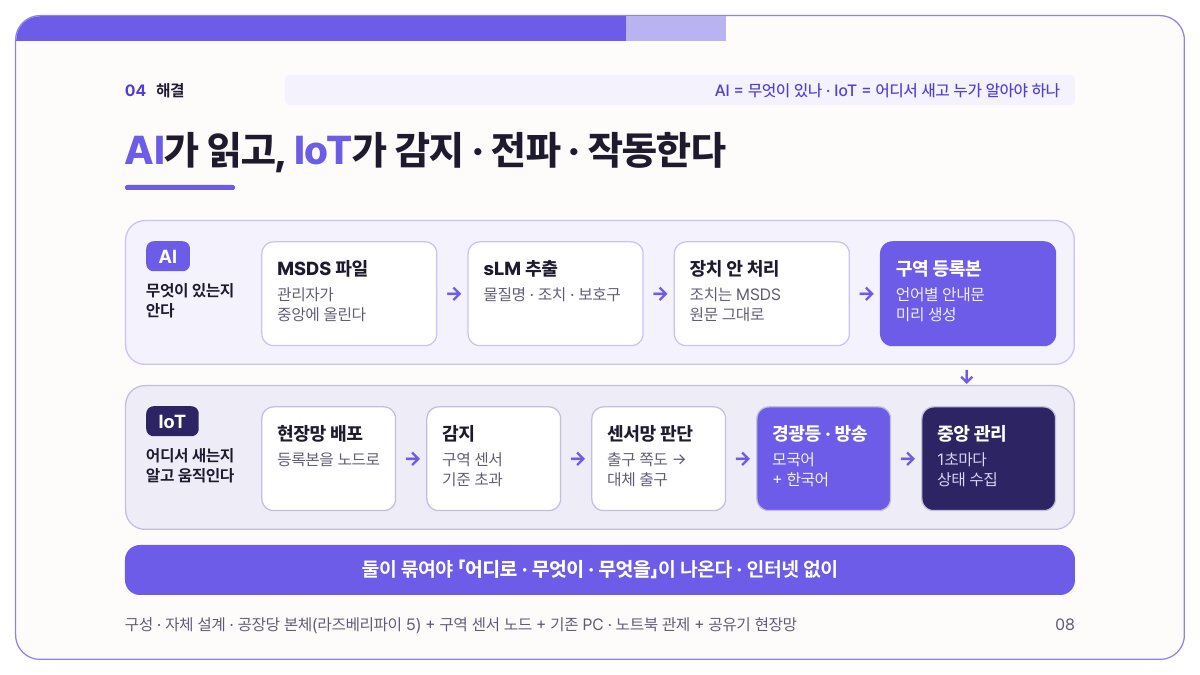 04 해결
AI = 무엇이 있나 · IoT = 어디서 새고 누가 알아야 하나
AI가 읽고, IoT가 감지 · 전파 · 작동한다
AI
무엇이 있는지
안다
MSDS 파일
관리자가
중앙에 올린다
→
sLM 추출
물질명 · 조치 · 보호구
→
장치 안 처리
조치는 MSDS
원문 그대로
→
구역 등록본
언어별 안내문
미리 생성
↓
IoT
어디서 새는지
알고 움직인다
현장망 배포
등록본을 노드로
→
감지
구역 센서
기준 초과
→
센서망 판단
출구 쪽도 →
대체 출구
→
경광등 · 방송
모국어
+ 한국어
→
중앙 관리
1초마다
상태 수집
둘이 묶여야 「어디로 · 무엇이 · 무엇을」이 나온다 · 인터넷 없이
구성 · 자체 설계 · 공장당 본체(라즈베리파이 5) + 구역 센서 노드 + 기존 PC · 노트북 관제 + 공유기 현장망
08